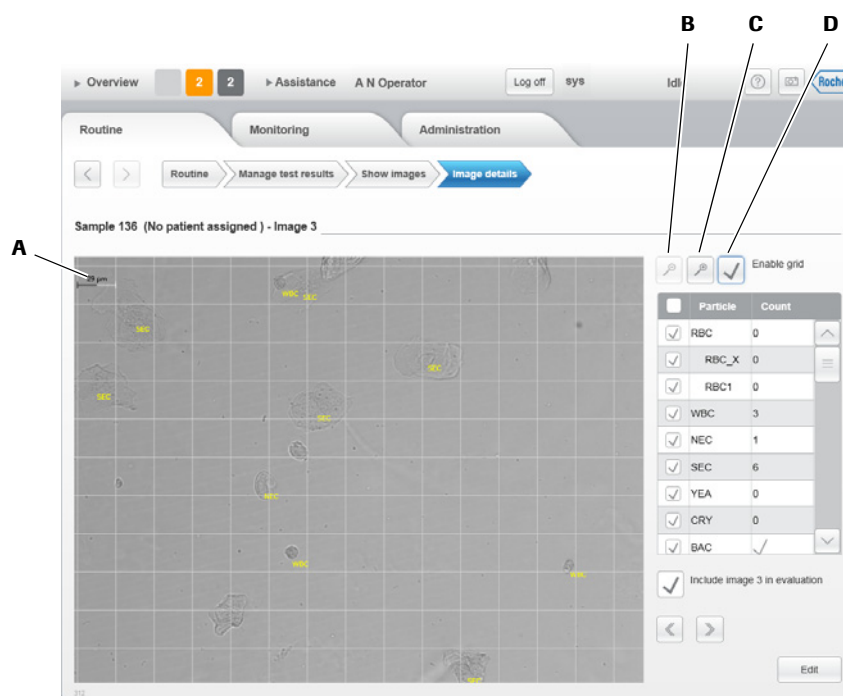 B C D
Overview 2 2 Assistance A N Operator Log off sys Idle
Routine Monitoring Administration
Routine Manage test results Show images Image details
Sample 136 (No patient assigned ) - Image 3
A
29 µm
Enable grid
Particle Count
RBC 0
RBC_X 0
RBC1 0
WBC 3
NEC 1
SEC 6
YEA 0
CRY 0
BAC
WBC SEC
SEC
SEC
SEC
SEC
NEC
WBC
WBC
SEC
Include image 3 in evaluation
Edit
312